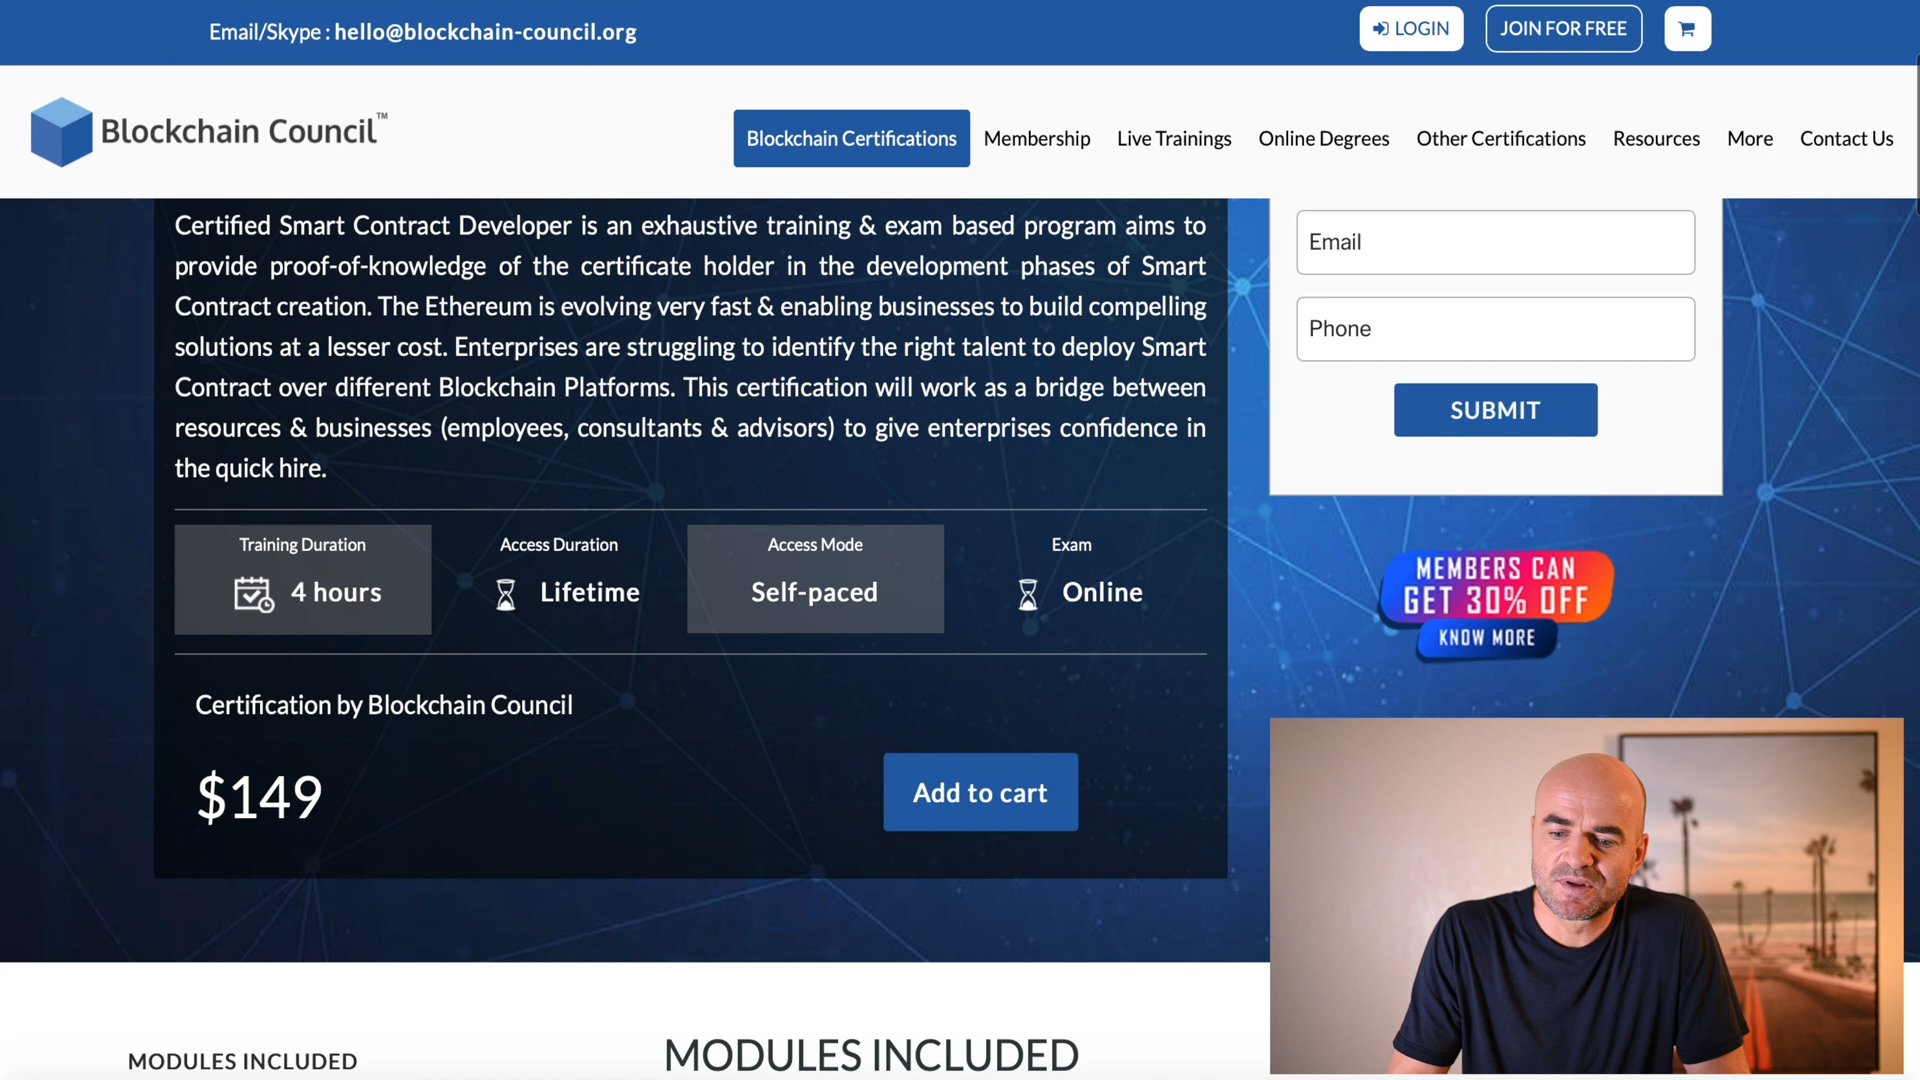 Email/Skype : hello@blockchain-council.org
LOGIN
JOIN FOR FREE
Blockchain Council™
Blockchain Certifications
Membership
Live Trainings
Online Degrees
Other Certifications
Resources
More
Contact Us
Certified Smart Contract Developer is an exhaustive training & exam based program aims to
provide proof-of-knowledge of the certificate holder in the development phases of Smart
Contract creation. The Ethereum is evolving very fast & enabling businesses to build compelling
solutions at a lesser cost. Enterprises are struggling to identify the right talent to deploy Smart
Contract over different Blockchain Platforms. This certification will work as a bridge between
resources & businesses (employees, consultants & advisors) to give enterprises confidence in
the quick hire.
Email
Phone
SUBMIT
Training Duration
4 hours
Access Duration
Lifetime
Access Mode
Self-paced
Exam
Online
MEMBERS CAN
GET 30% OFF
KNOW MORE
Certification by Blockchain Council
$149
Add to cart
MODULES INCLUDED
MODULES INCLUDED